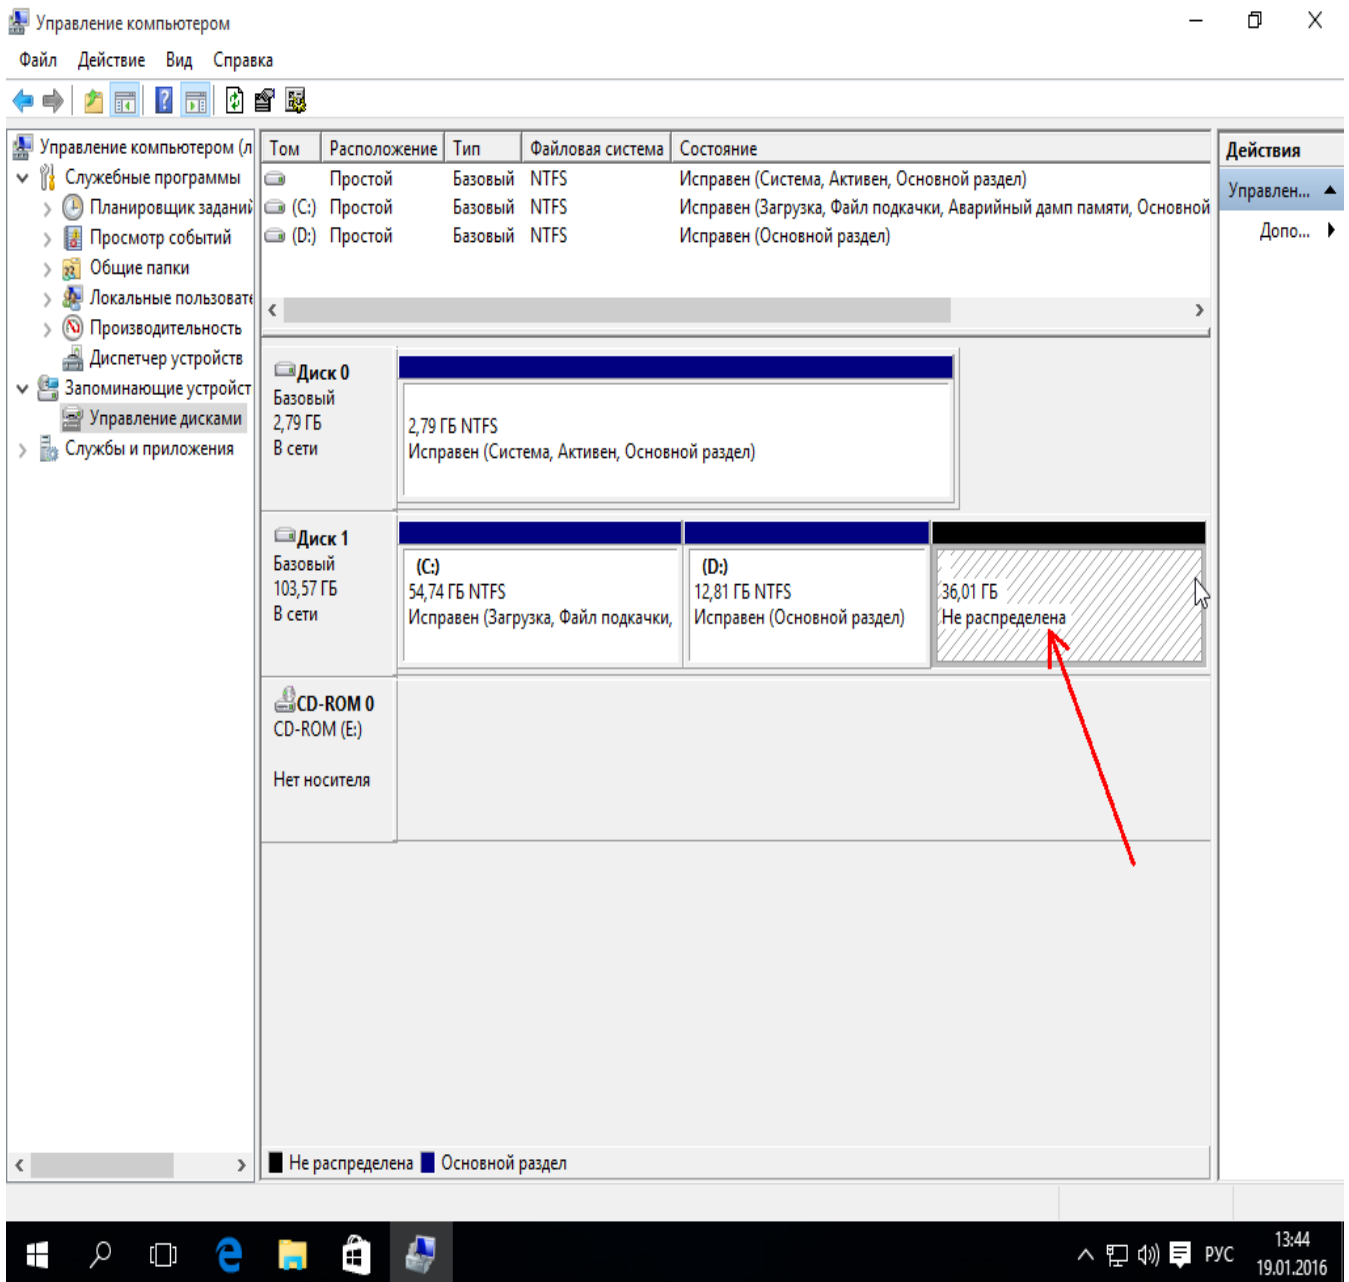 Управление компьютером
Файл Действие Вид Справка
Управление компьютером (л
Служебные программы
Планировщик заданий
Просмотр событий
Общие папки
Локальные пользовате
Производительность
Диспетчер устройств
Запоминающие устройст
Управление дисками
Службы и приложения
Том Расположение Тип Файловая система Состояние
Простой Базовый NTFS Исправен (Система, Активен, Основной раздел)
(C:) Простой Базовый NTFS Исправен (Загрузка, Файл подкачки, Аварийный дамп памяти, Основной
(D:) Простой Базовый NTFS Исправен (Основной раздел)
Диск 0
Базовый
2,79 ГБ
В сети
2,79 ГБ NTFS
Исправен (Система, Активен, Основной раздел)
Диск 1
Базовый
103,57 ГБ
В сети
(C:)
54,74 ГБ NTFS
Исправен (Загрузка, Файл подкачки,
(D:)
12,81 ГБ NTFS
Исправен (Основной раздел)
36,01 ГБ
Не распределена
CD-ROM 0
CD-ROM (E:)
Нет носителя
Не распределена Основной раздел
Действия
Управлен...
Допо...
РУС
13:44
19.01.2016